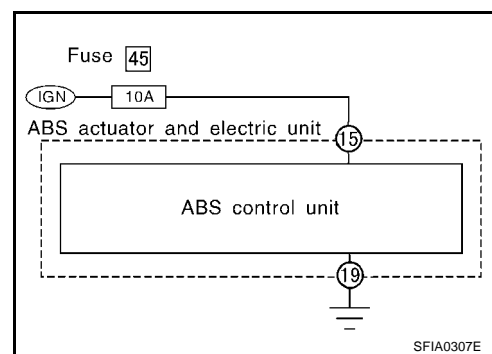 Fuse 45
IGN 10A
ABS actuator and electric unit 15
ABS control unit
19
SFIA0307E